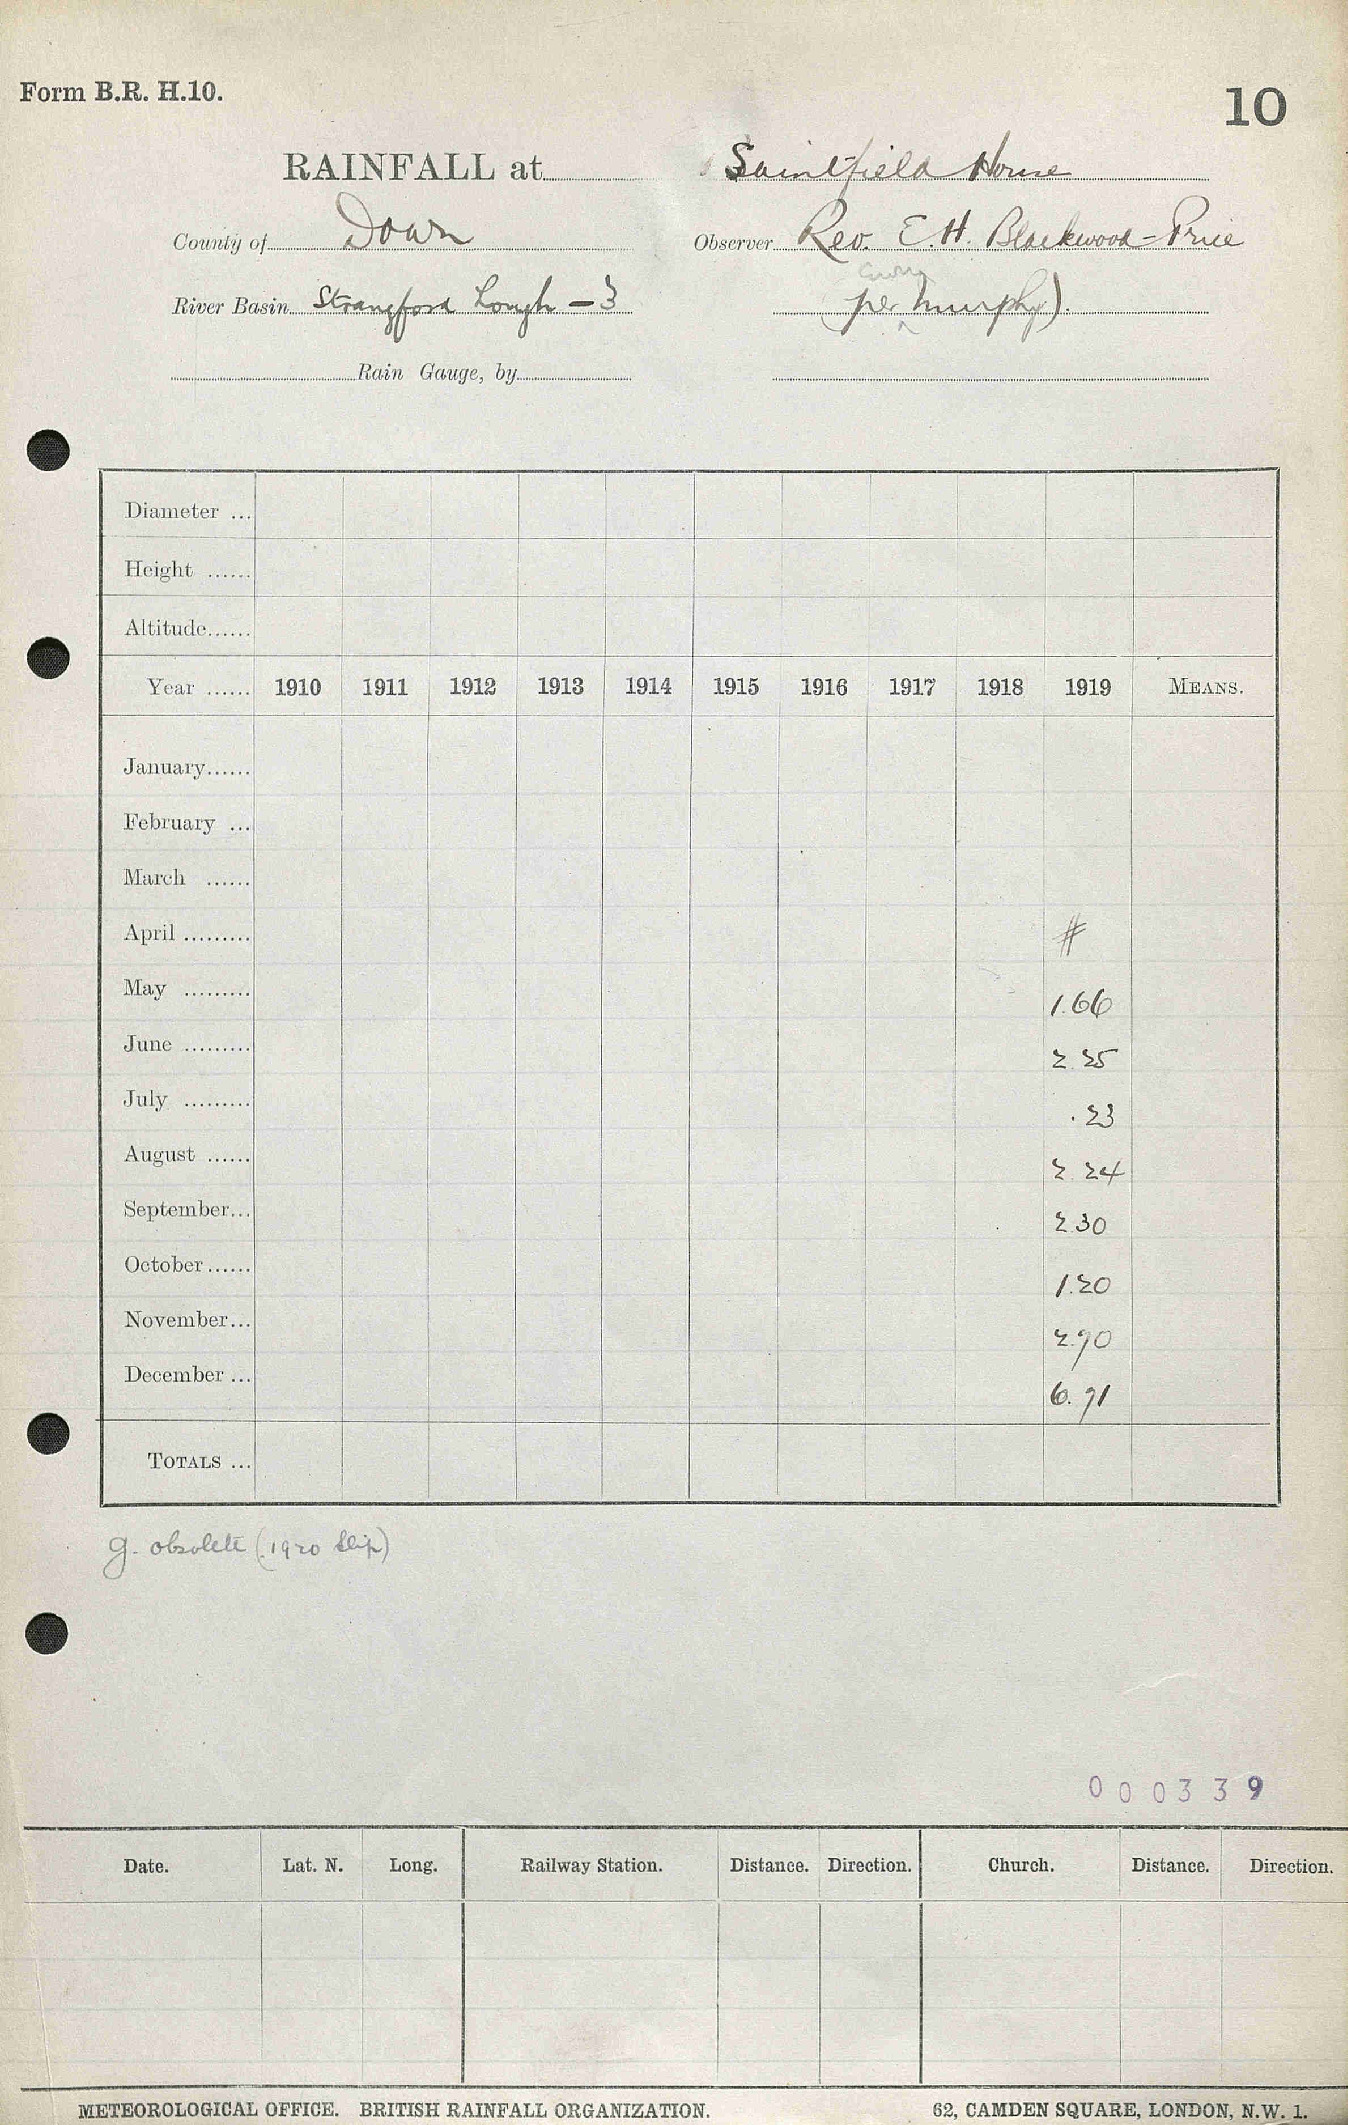 Form B.R. H.10.
10
RAINFALL at Saintfield House
County of Down Observer Rev. E. H. Blackwood-Price
River Basin Strangford Lough - 3 (per Murphy).
Rain Gauge, by
Diameter ...
Height ......
Altitude......
Year ...... 1910 1911 1912 1913 1914 1915 1916 1917 1918 1919 MEANS.
January......
February ...
March ......
April ......... #
May ......... 1.66
June ......... 2.25
July ......... .23
August ...... 2.24
September... 2.30
October...... 1.20
November... 2.90
December ... 6.91
TOTALS ...
g. obsolete (1920 slip)
000339
Date. Lat. N. Long. Railway Station. Distance. Direction. Church. Distance. Direction.
METEOROLOGICAL OFFICE. BRITISH RAINFALL ORGANIZATION. 62, CAMDEN SQUARE, LONDON, N.W. 1.